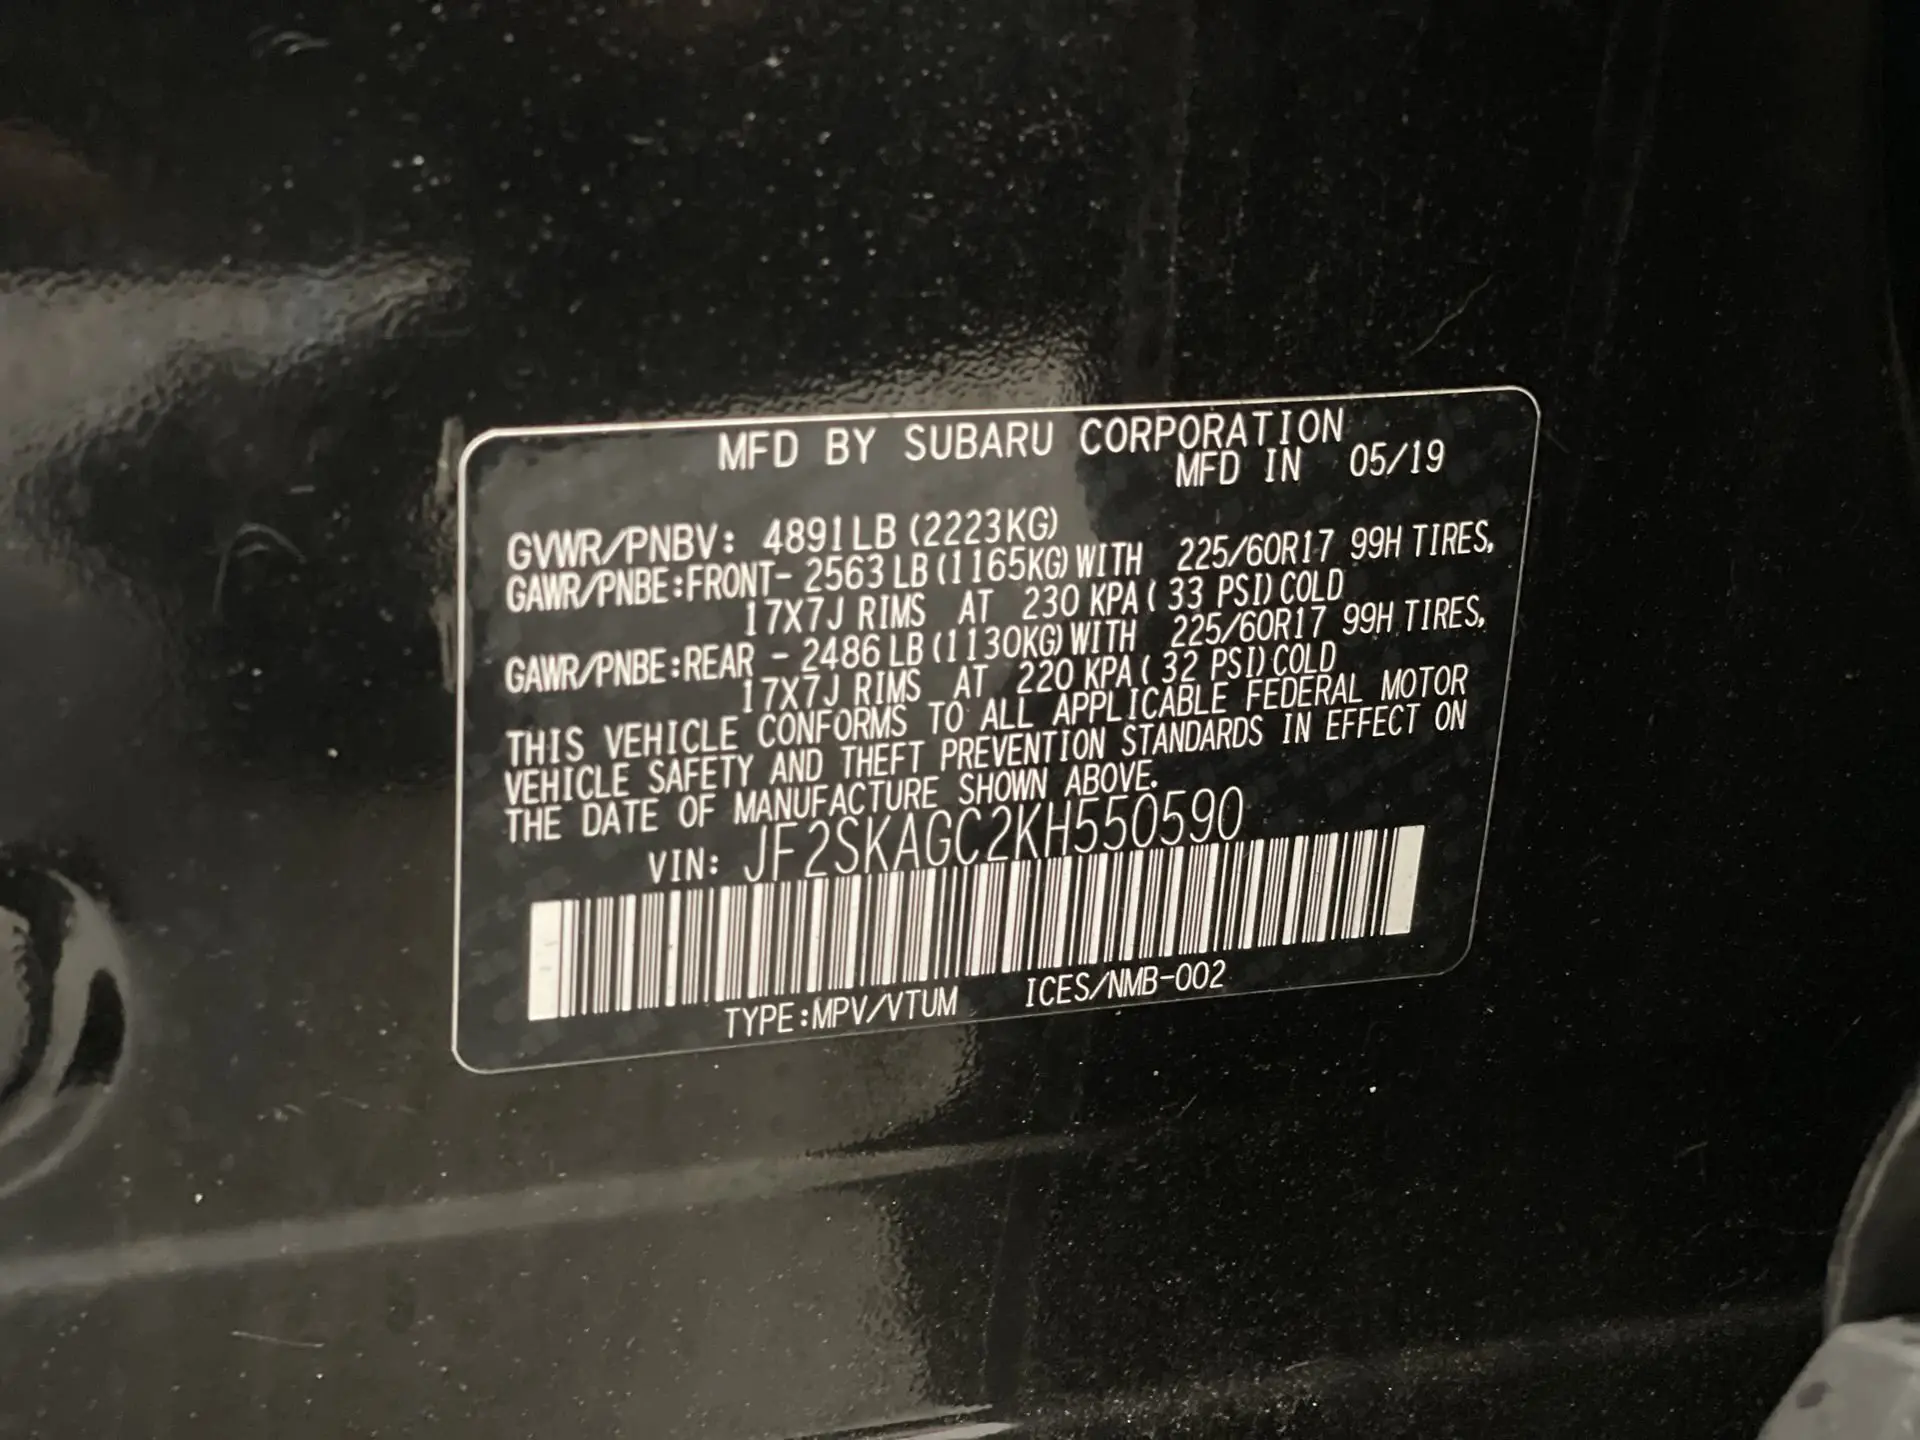 MFD BY SUBARU CORPORATION
MFD IN 05/19
GVWR/PNBV: 4891LB (2223KG)
GAWR/PNBE:FRONT- 2563 LB (1165KG) WITH 225/60R17 99H TIRES,
17X7J RIMS AT 230 KPA ( 33 PSI) COLD
GAWR/PNBE:REAR - 2486 LB (1130KG) WITH 225/60R17 99H TIRES,
17X7J RIMS AT 220 KPA ( 32 PSI) COLD
THIS VEHICLE CONFORMS TO ALL APPLICABLE FEDERAL MOTOR
VEHICLE SAFETY AND THEFT PREVENTION STANDARDS IN EFFECT ON
THE DATE OF MANUFACTURE SHOWN ABOVE.
VIN: JF2SKAGC2KH550590
TYPE:MPV/VTUM ICES/NMB-002